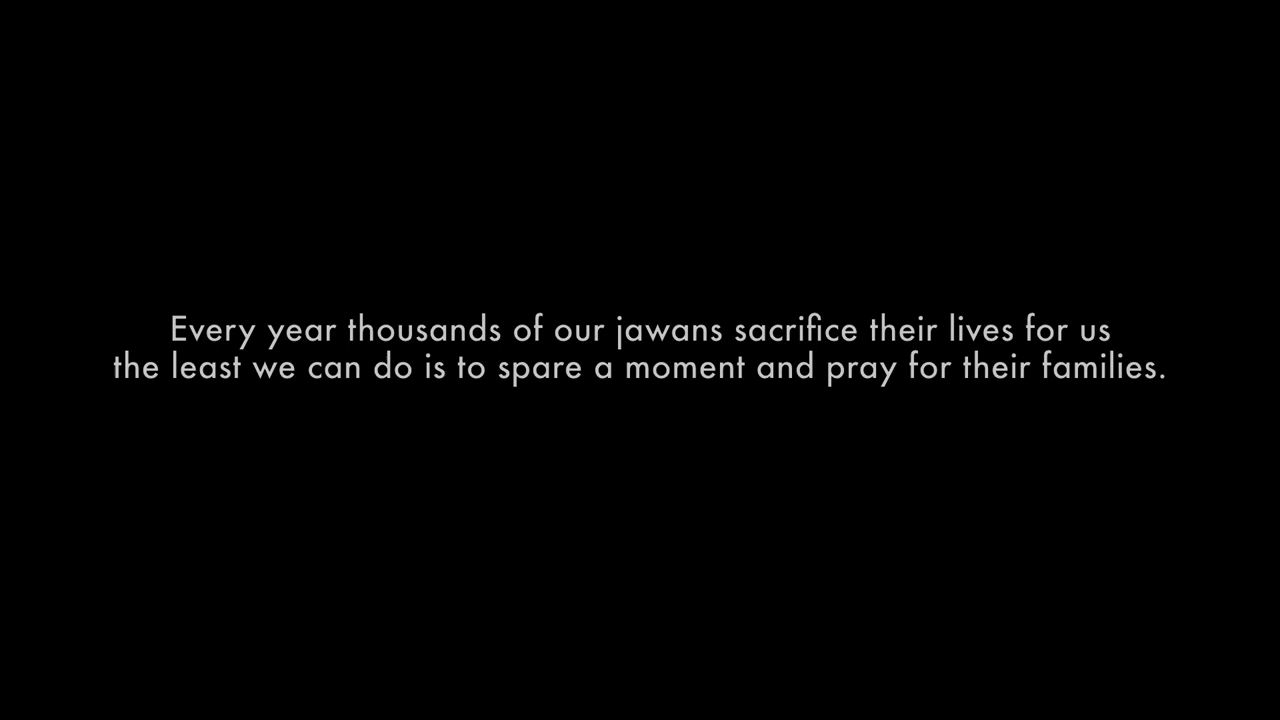 Every year thousands of our jawans sacrifice their lives for us
the least we can do is to spare a moment and pray for their families.